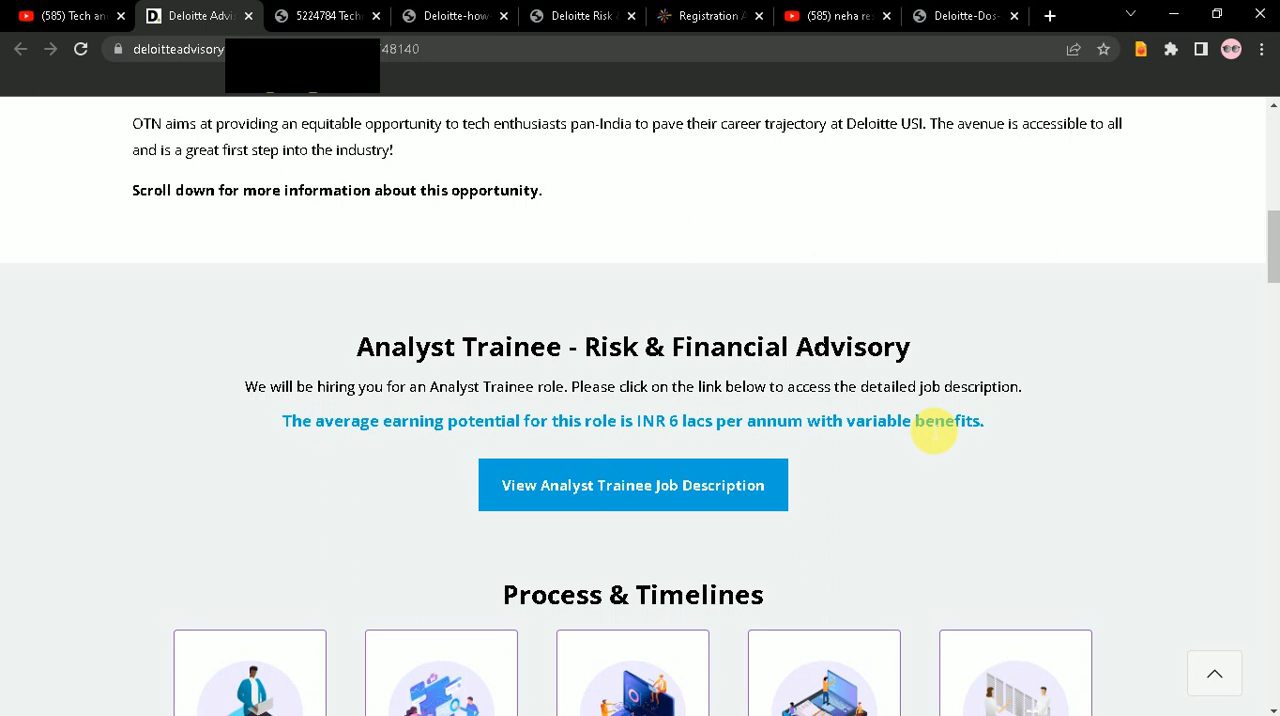 (585) Tech an
Deloitte Advi
5224784 Tech
Deloitte-how-
Deloitte Risk
Registration A
(585) neha re
Deloitte-Dos-
deloitteadvisory
48140
OTN aims at providing an equitable opportunity to tech enthusiasts pan-India to pave their career trajectory at Deloitte USI. The avenue is accessible to all
and is a great first step into the industry!
Scroll down for more information about this opportunity.
Analyst Trainee - Risk & Financial Advisory
We will be hiring you for an Analyst Trainee role. Please click on the link below to access the detailed job description.
The average earning potential for this role is INR 6 lacs per annum with variable benefits.
View Analyst Trainee Job Description
Process & Timelines